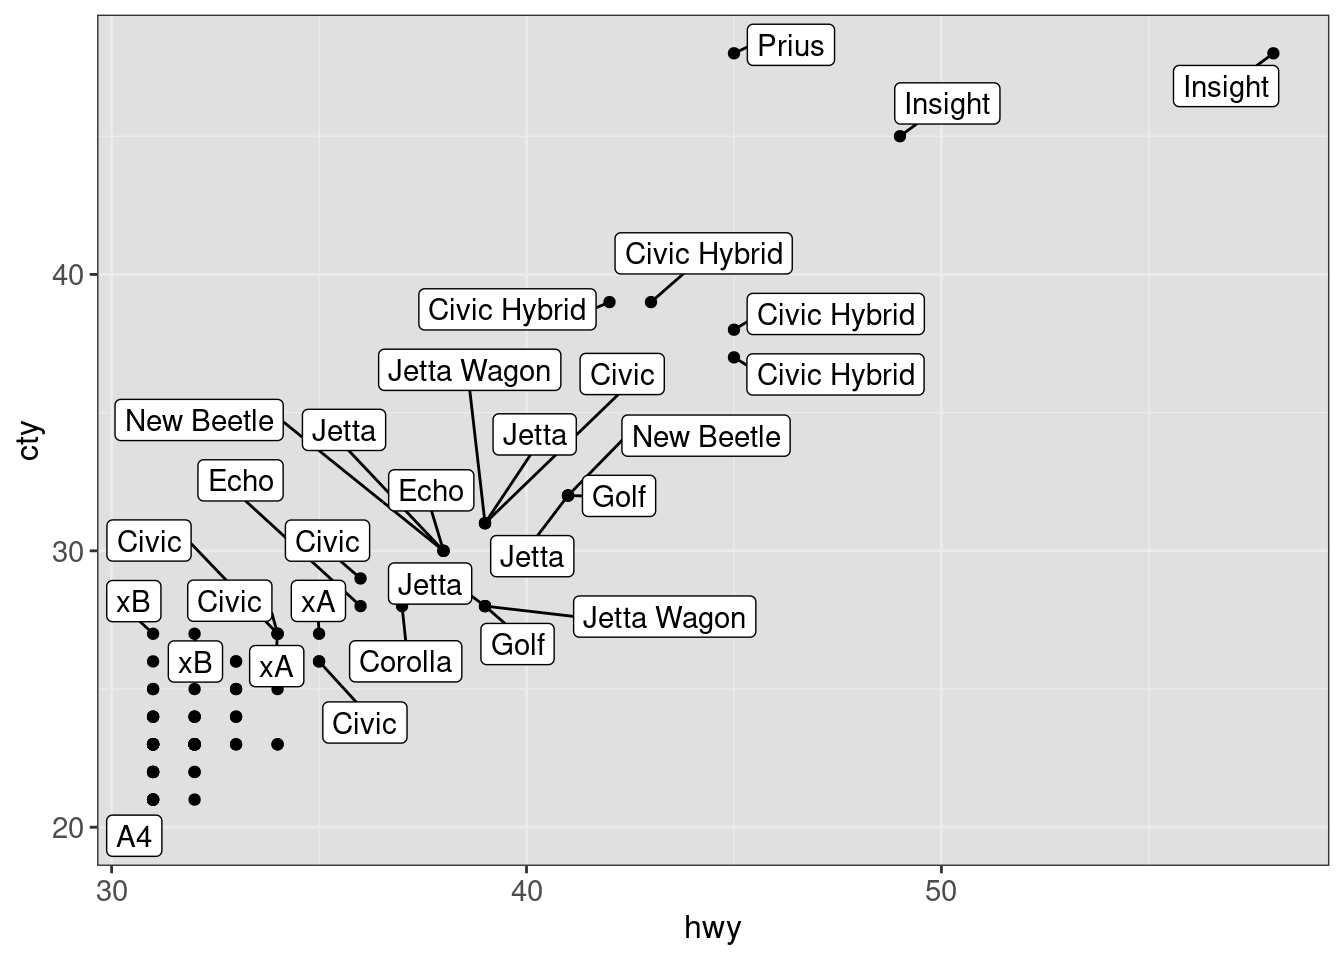 Prius
Insight
Insight
40
Civic Hybrid
Civic Hybrid
Civic Hybrid
Jetta Wagon
Civic
Civic Hybrid
New Beetle
Jetta
Jetta
New Beetle
cty
Echo
Echo
Golf
30
Civic
Civic
Jetta
Jetta
xB
Civic
xA
Jetta Wagon
Golf
xB
xA
Corolla
Civic
20
A4
30
40
50
hwy